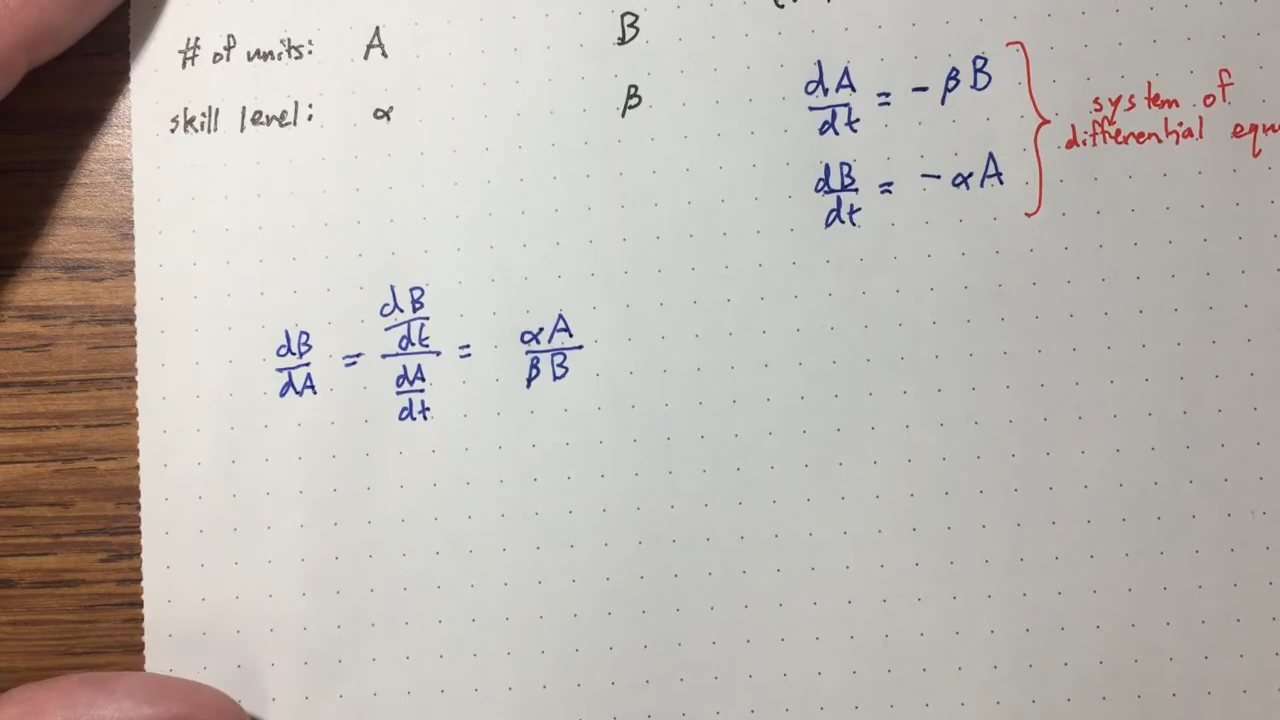 # of units: A B
skill level: α β
dA/dt = - βB
dB/dt = - αA
system of
differential
dB/dA = dB/dt / dA/dt = αA/βB